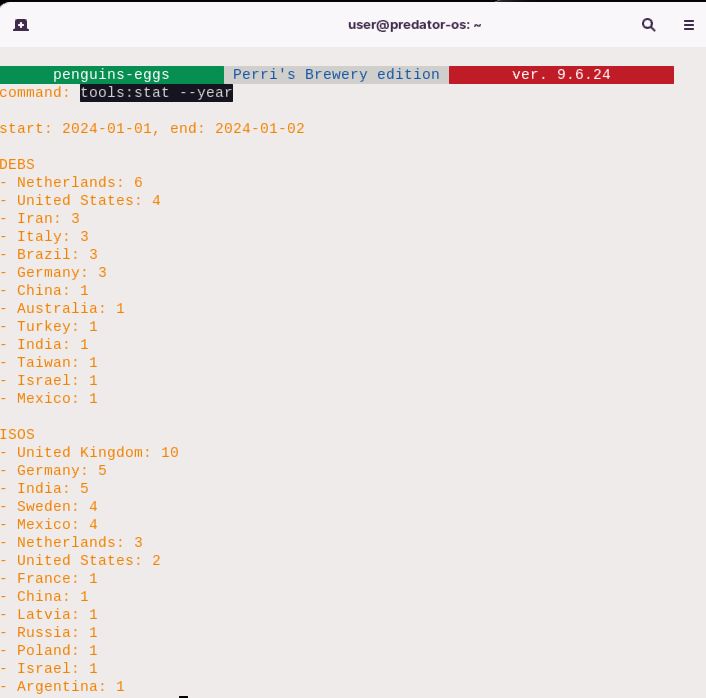 user@predator-os: ~
penguins-eggs Perri's Brewery edition ver. 9.6.24
command: tools:stat --year
start: 2024-01-01, end: 2024-01-02
DEBS
- Netherlands: 6
- United States: 4
- Iran: 3
- Italy: 3
- Brazil: 3
- Germany: 3
- China: 1
- Australia: 1
- Turkey: 1
- India: 1
- Taiwan: 1
- Israel: 1
- Mexico: 1
ISOS
- United Kingdom: 10
- Germany: 5
- India: 5
- Sweden: 4
- Mexico: 4
- Netherlands: 3
- United States: 2
- France: 1
- China: 1
- Latvia: 1
- Russia: 1
- Poland: 1
- Israel: 1
- Argentina: 1